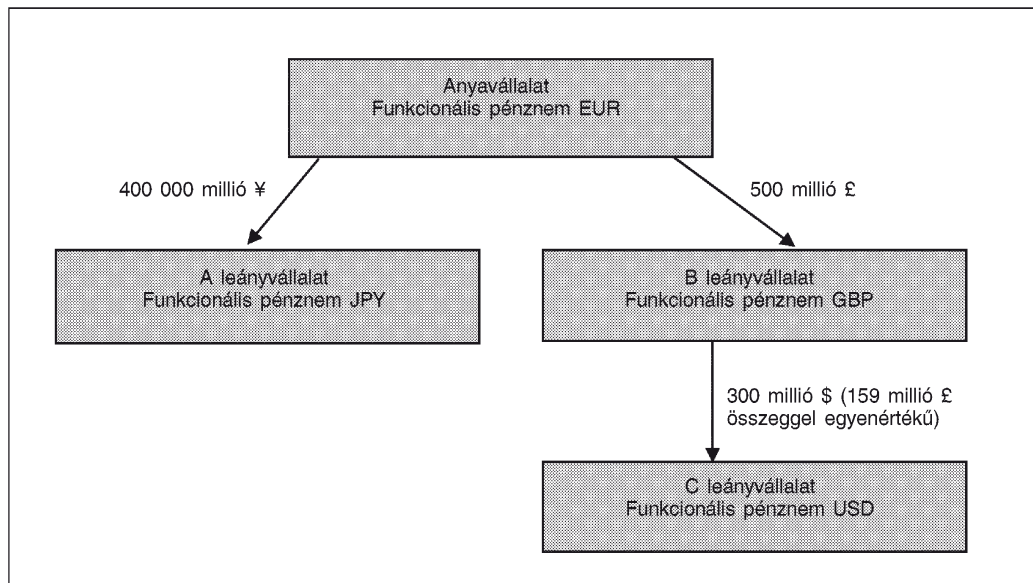 Anyavállalat
Funkcionális pénznem EUR
400 000 millió ¥
500 millió £
A leányvállalat
Funkcionális pénznem JPY
B leányvállalat
Funkcionális pénznem GBP
300 millió $ (159 millió £
összeggel egyenértékű)
C leányvállalat
Funkcionális pénznem USD